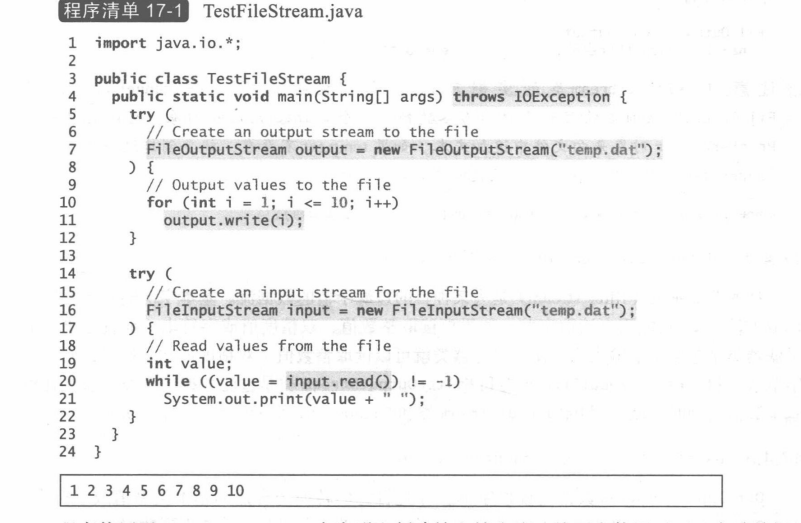 程序清单 17-1 TestFileStream.java
1 import java.io.*;
2
3 public class TestFileStream {
4 public static void main(String[] args) throws IOException {
5 try (
6 // Create an output stream to the file
7 FileOutputStream output = new FileOutputStream("temp.dat");
8 ) {
9 // Output values to the file
10 for (int i = 1; i <= 10; i++)
11 output.write(i);
12 }
13
14 try (
15 // Create an input stream for the file
16 FileInputStream input = new FileInputStream("temp.dat");
17 ) {
18 // Read values from the file
19 int value;
20 while ((value = input.read()) != -1)
21 System.out.print(value + " ");
22 }
23 }
24 }
1 2 3 4 5 6 7 8 9 10